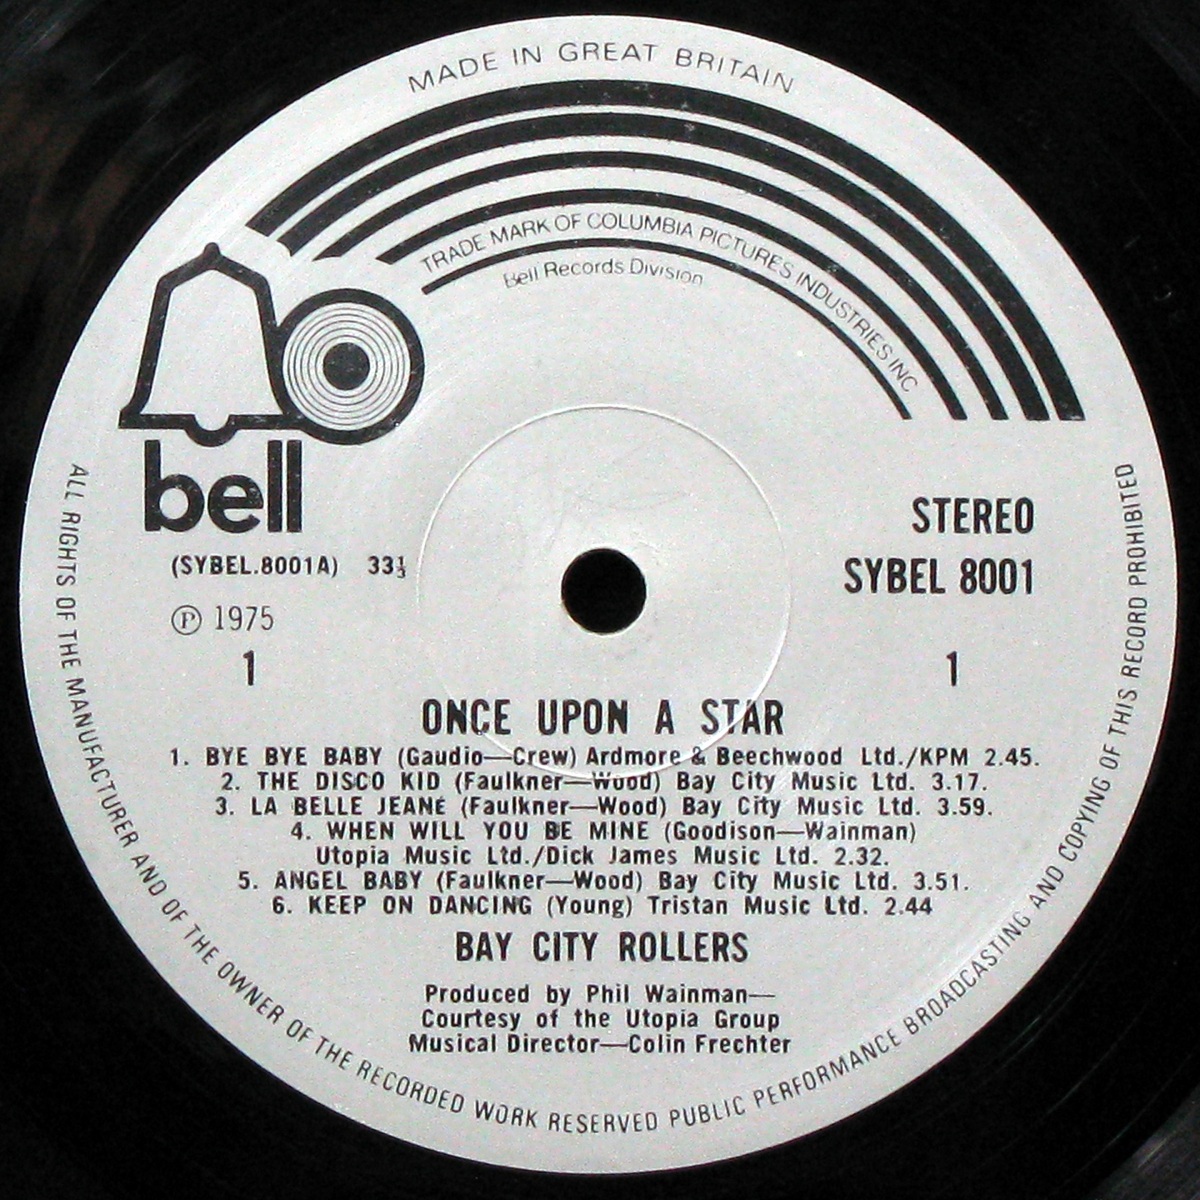 MADE IN GREAT BRITAIN
TRADE MARK OF COLUMBIA PICTURES INDUSTRIES INC.
Bell Records Division
bell
STEREO
(SYBEL.8001A) 33⅓
SYBEL 8001
℗ 1975
1 1
ONCE UPON A STAR
1. BYE BYE BABY (Gaudio—Crew) Ardmore & Beechwood Ltd./KPM 2.45.
2. THE DISCO KID (Faulkner—Wood) Bay City Music Ltd. 3.17.
3. LA BELLE JEANÉ (Faulkner—Wood) Bay City Music Ltd. 3.59.
4. WHEN WILL YOU BE MINE (Goodison—Wainman)
Utopia Music Ltd./Dick James Music Ltd. 2.32.
5. ANGEL BABY (Faulkner—Wood) Bay City Music Ltd. 3.51.
6. KEEP ON DANCING (Young) Tristan Music Ltd. 2.44
BAY CITY ROLLERS
Produced by Phil Wainman—
Courtesy of the Utopia Group
Musical Director—Colin Frechter
ALL RIGHTS OF THE MANUFACTURER AND OF THE OWNER OF THE RECORDED WORK RESERVED PUBLIC PERFORMANCE BROADCASTING AND COPYING OF THIS RECORD PROHIBITED